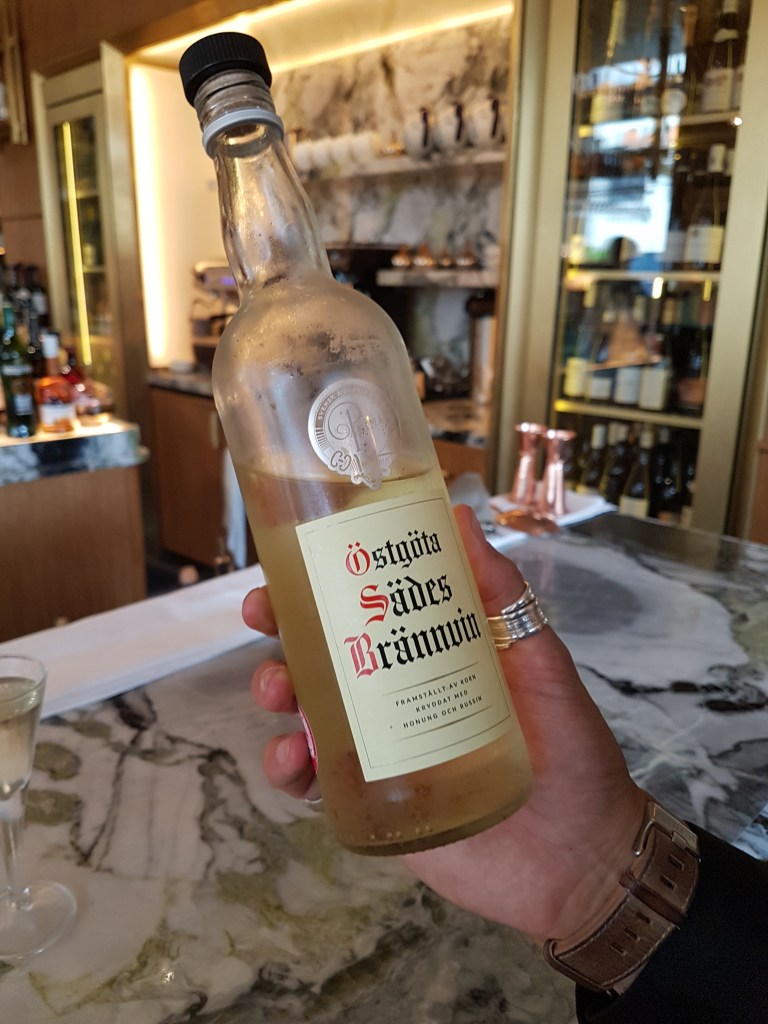 Östgöta
Sädes
Brännvin
FRAMSTÄLLT AV KORN
KRYDDAT MED
HONUNG OCH RUSSIN